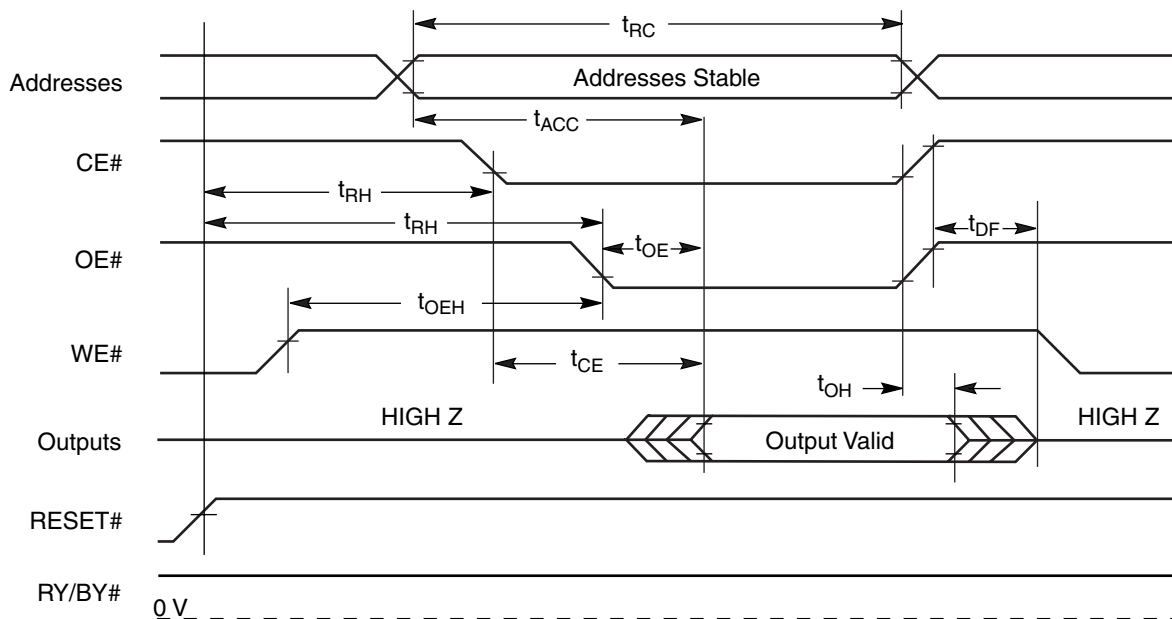 tRC
Addresses
Addresses Stable
tACC
CE#
tRH
tRH
tOE
tDF
OE#
tOEH
WE#
tCE
tOH
HIGH Z
HIGH Z
Outputs
Output Valid
RESET#
RY/BY#
0 V